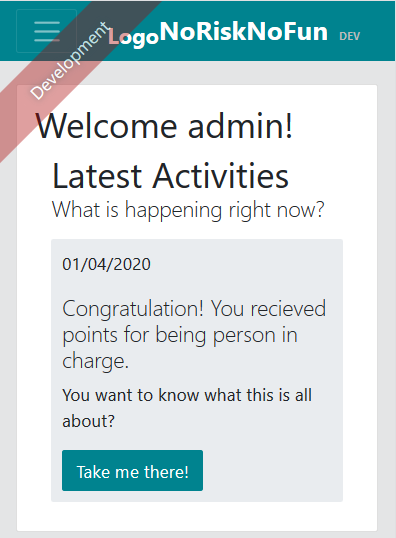 LogoNoRiskNoFun DEV
Development
Welcome admin!
Latest Activities
What is happening right now?
01/04/2020
Congratulation! You recieved
points for being person in
charge.
You want to know what this is all
about?
Take me there!